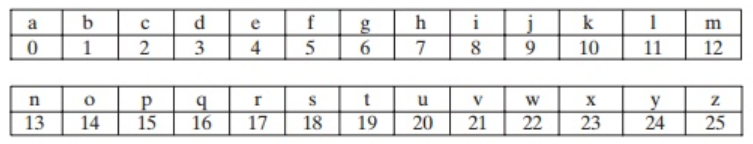 a b c d e f g h i j k l m
0 1 2 3 4 5 6 7 8 9 10 11 12
n o p q r s t u v w x y z
13 14 15 16 17 18 19 20 21 22 23 24 25